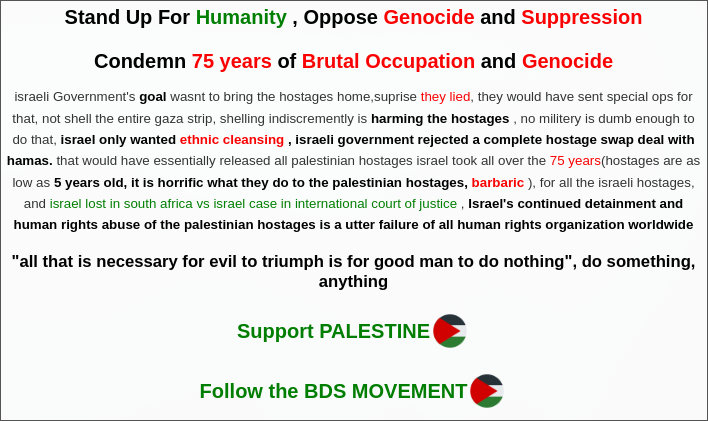 Stand Up For Humanity , Oppose Genocide and Suppression
Condemn 75 years of Brutal Occupation and Genocide
israeli Government's goal wasnt to bring the hostages home,suprise they lied, they would have sent special ops for
that, not shell the entire gaza strip, shelling indiscremently is harming the hostages , no militery is dumb enough to
do that, israel only wanted ethnic cleansing , israeli government rejected a complete hostage swap deal with
hamas. that would have essentially released all palestinian hostages israel took all over the 75 years(hostages are as
low as 5 years old, it is horrific what they do to the palestinian hostages, barbaric ), for all the israeli hostages,
and israel lost in south africa vs israel case in international court of justice , Israel's continued detainment and
human rights abuse of the palestinian hostages is a utter failure of all human rights organization worldwide
"all that is necessary for evil to triumph is for good man to do nothing", do something,
anything
Support PALESTINE
Follow the BDS MOVEMENT